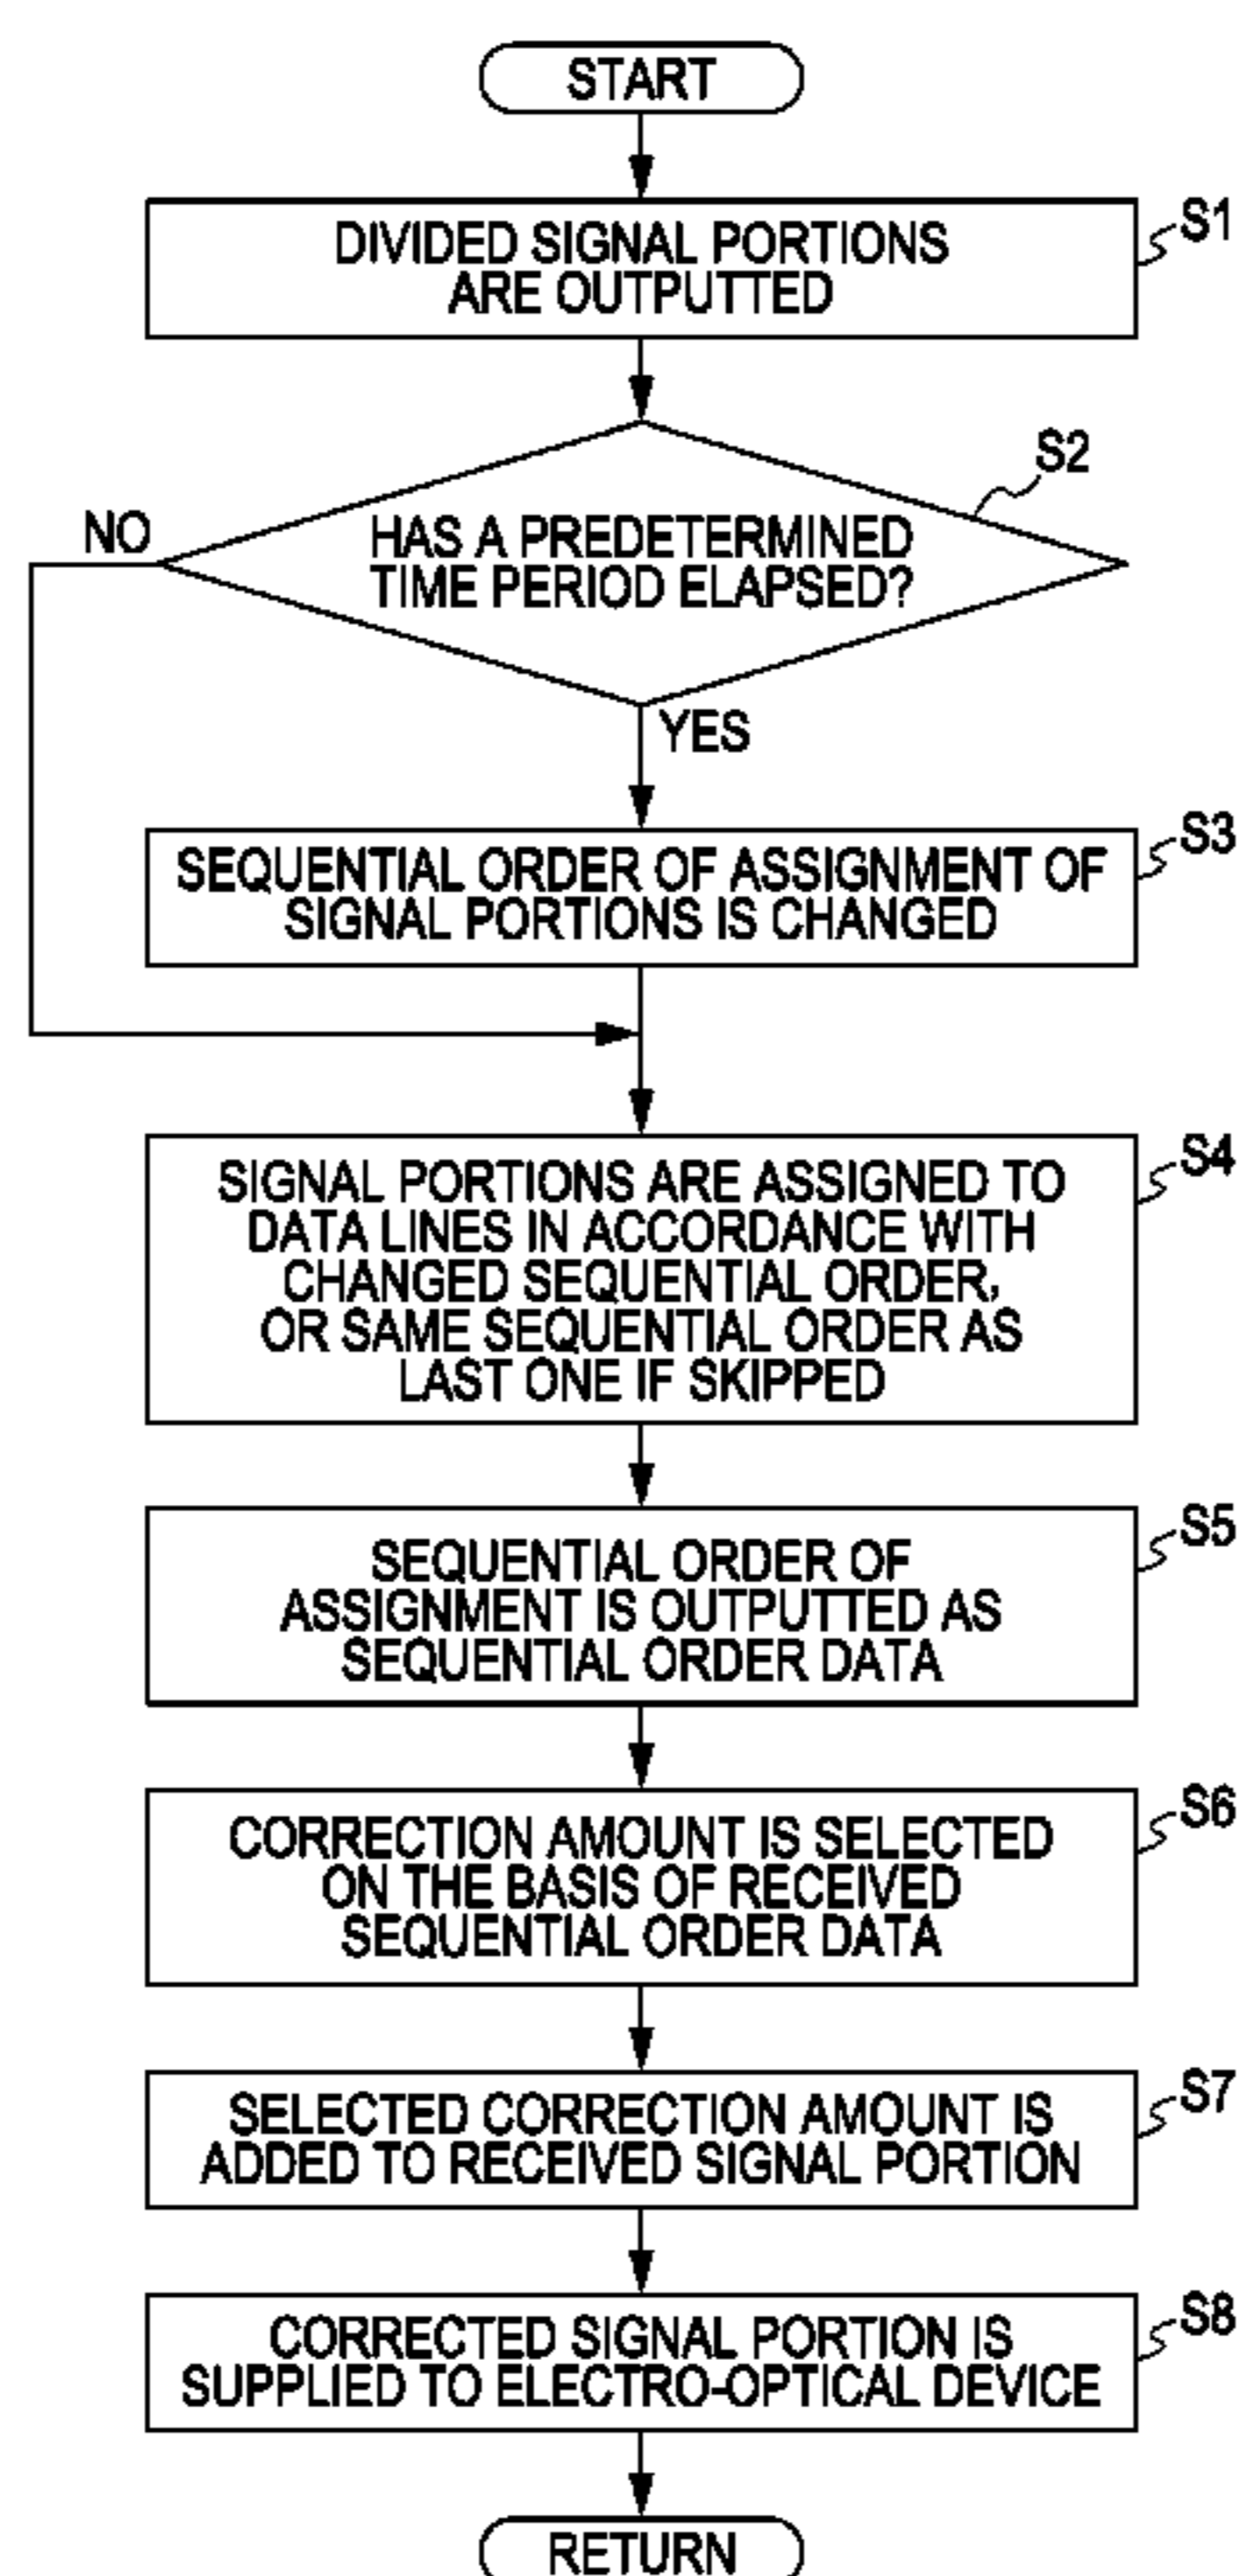 START
DIVIDED SIGNAL PORTIONS
ARE OUTPUTTED
S1
HAS A PREDETERMINED
TIME PERIOD ELAPSED?
S2
NO
YES
SEQUENTIAL ORDER OF ASSIGNMENT OF
SIGNAL PORTIONS IS CHANGED
S3
SIGNAL PORTIONS ARE ASSIGNED TO
DATA LINES IN ACCORDANCE WITH
CHANGED SEQUENTIAL ORDER,
OR SAME SEQUENTIAL ORDER AS
LAST ONE IF SKIPPED
S4
SEQUENTIAL ORDER OF
ASSIGNMENT IS OUTPUTTED AS
SEQUENTIAL ORDER DATA
S5
CORRECTION AMOUNT IS SELECTED
ON THE BASIS OF RECEIVED
SEQUENTIAL ORDER DATA
S6
SELECTED CORRECTION AMOUNT IS
ADDED TO RECEIVED SIGNAL PORTION
S7
CORRECTED SIGNAL PORTION IS
SUPPLIED TO ELECTRO-OPTICAL DEVICE
S8
RETURN